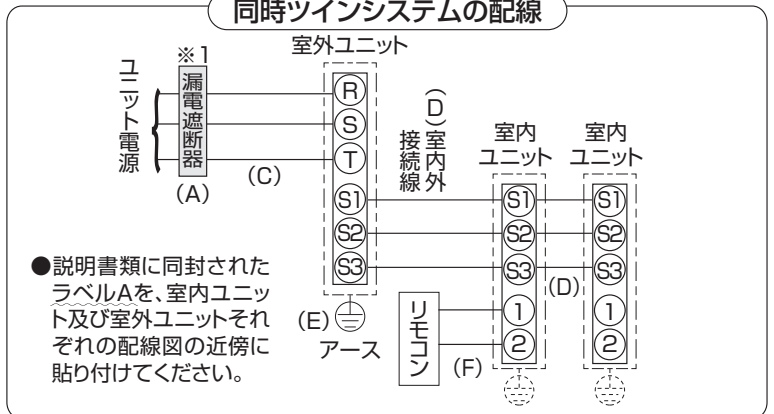 同時ツインシステムの配線
室外ユニット
※1
ユニット電源
漏電遮断器
(A)
(C)
R
S
T
S1
S2
S3
(D)室内外
接続線
室内
ユニット
室内
ユニット
S1
S2
S3
1
2
S1
S2
S3
1
2
(D)
(E)
アース
リモコン
(F)
●説明書類に同封された
ラベルAを、室内ユニッ
ト及び室外ユニットそれ
ぞれの配線図の近傍に
貼り付けてください。